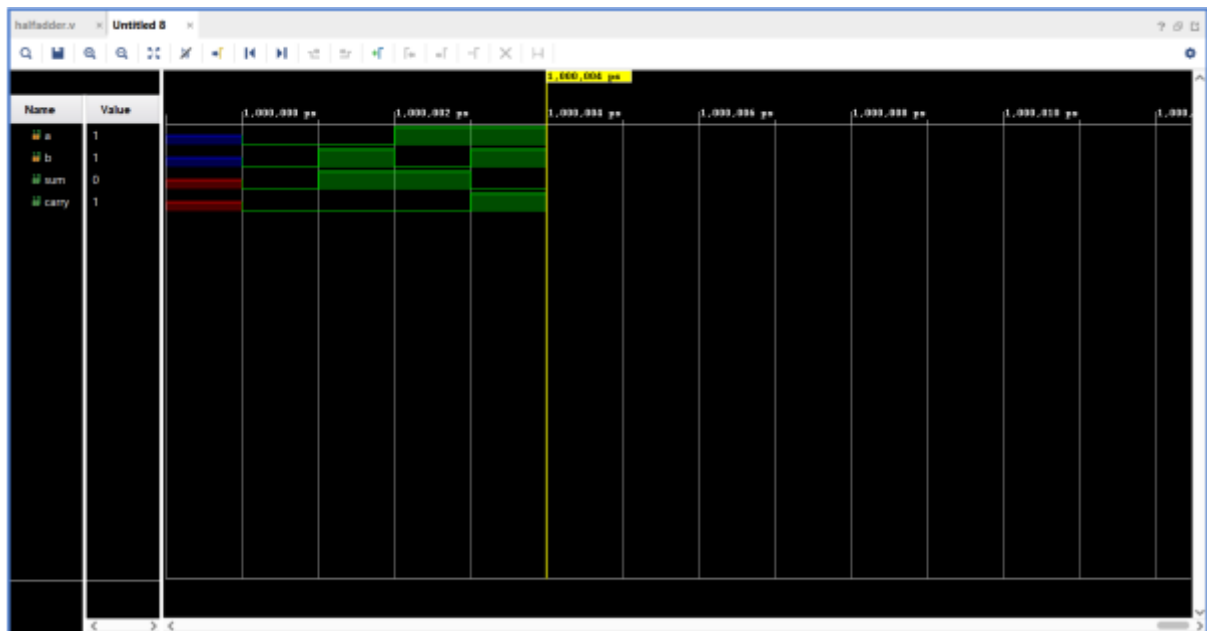 halfadder.v × Untitled 8 ×
1,000,004 ps
Name Value
1,000,000 ps 1,000,002 ps 1,000,004 ps 1,000,006 ps 1,000,008 ps 1,000,010 ps 1,000,
a 1
b 1
sum 0
carry 1